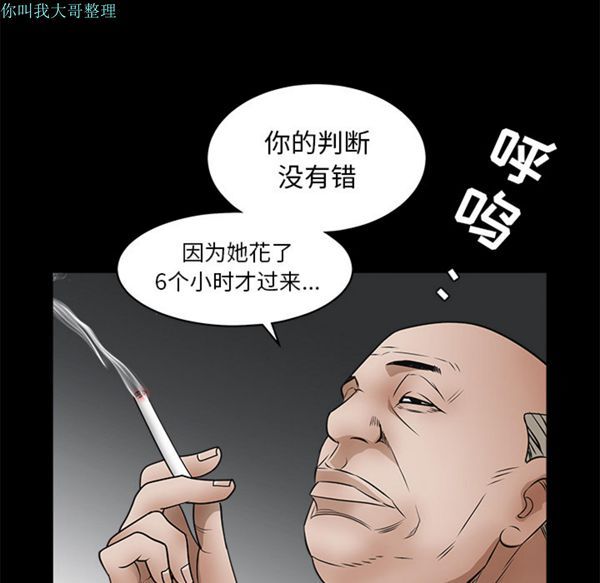 你叫我大哥整理
你的判断
没有错
呼
呜
因为她花了
6个小时才过来...